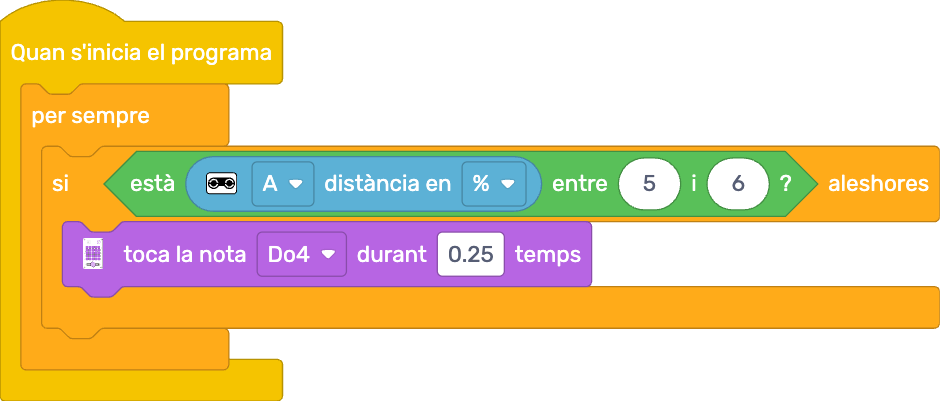 Quan s'inicia el programa
per sempre
si està A distància en % entre 5 i 6 ? aleshores
toca la nota Do4 durant 0.25 temps